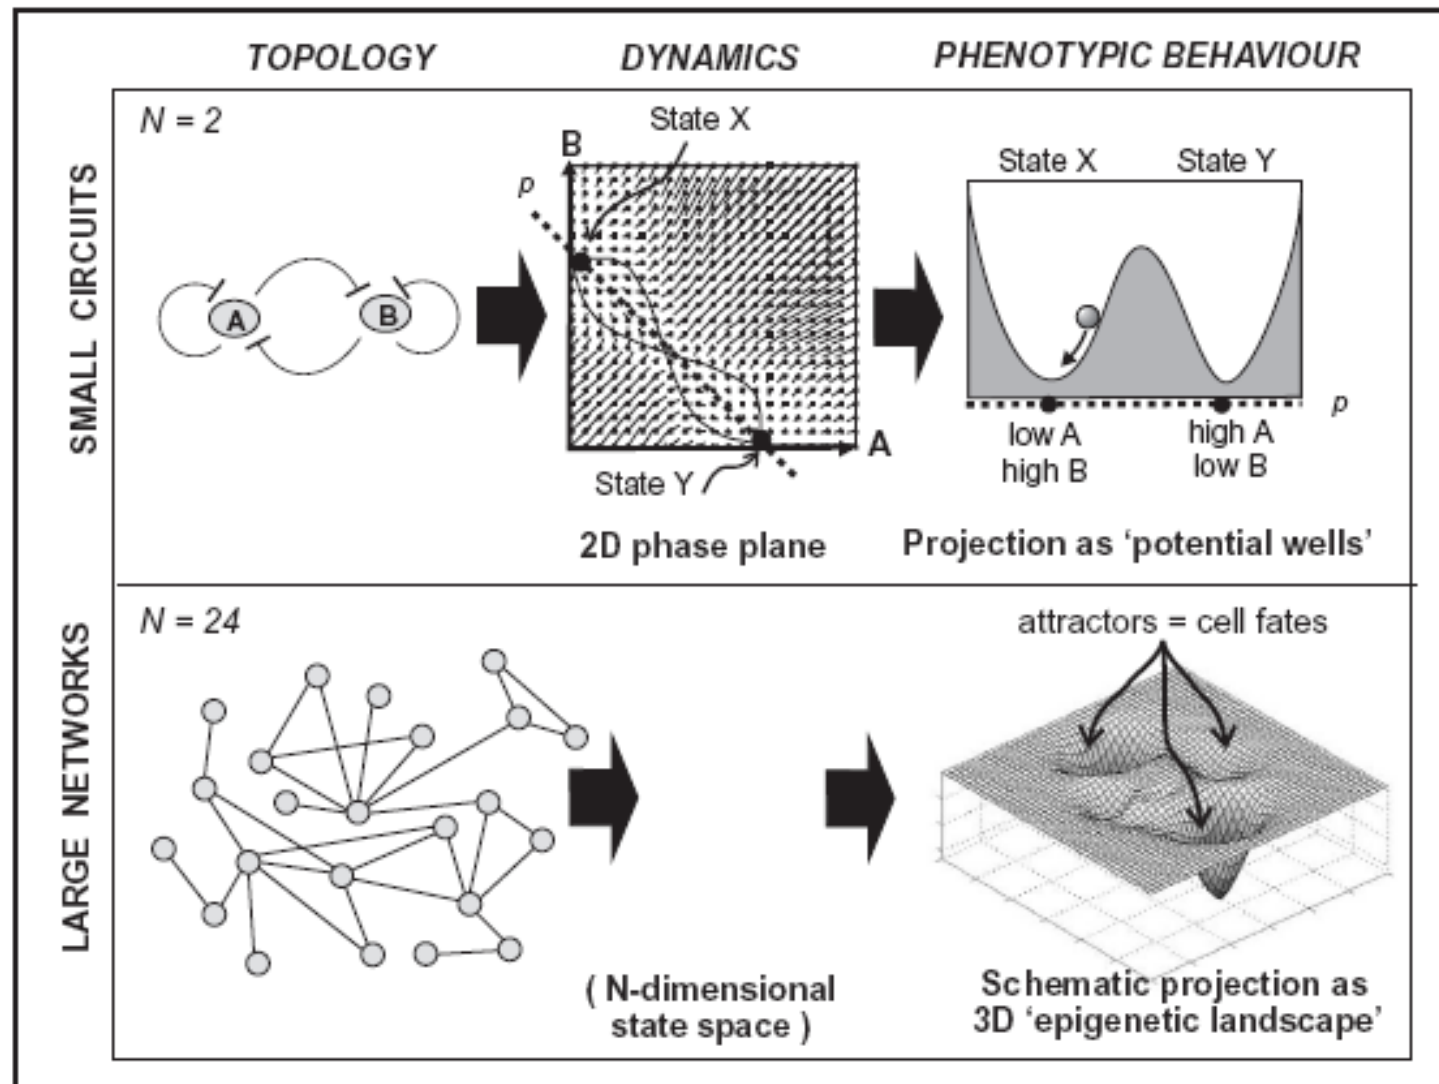 TOPOLOGY DYNAMICS PHENOTYPIC BEHAVIOUR
SMALL CIRCUITS
N = 2
A
B
State X
B
p
A
State Y
2D phase plane
State X State Y
p
low A
high B
high A
low B
Projection as ‘potential wells’
LARGE NETWORKS
N = 24
( N-dimensional
state space )
attractors = cell fates
Schematic projection as
3D ‘epigenetic landscape’